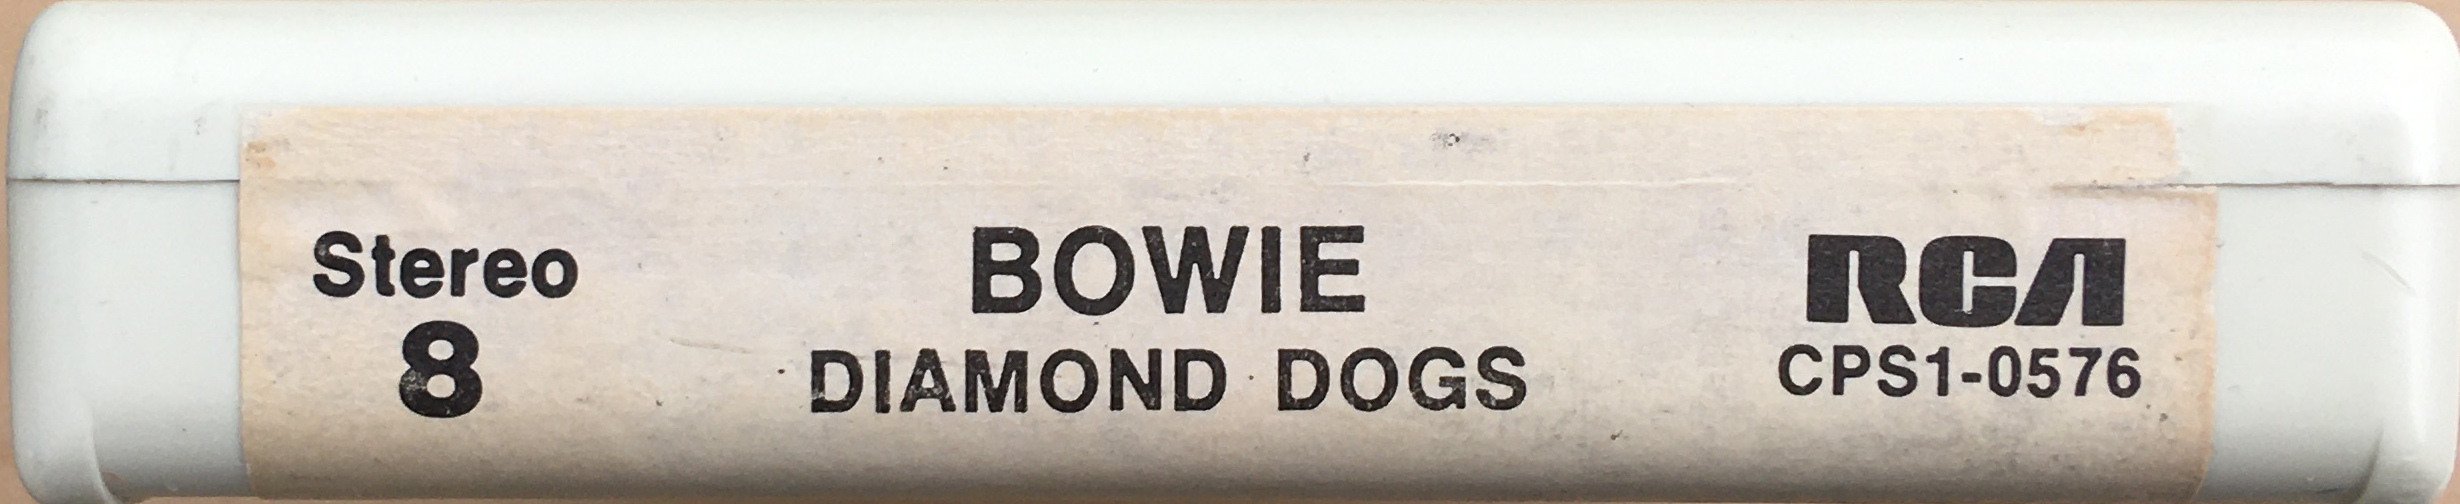 Stereo
8
BOWIE
DIAMOND DOGS
RCA
CPS1-0576